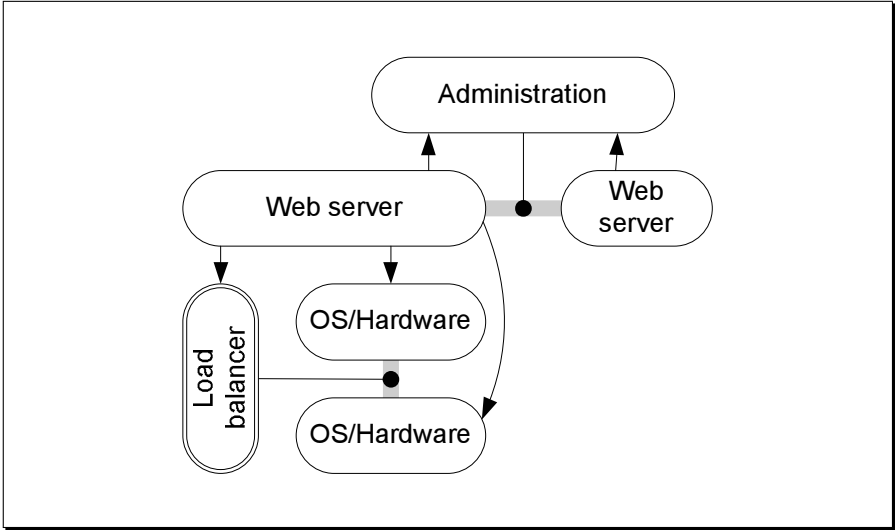 Administration
Web server
Web
server
OS/Hardware
Load
balancer
OS/Hardware